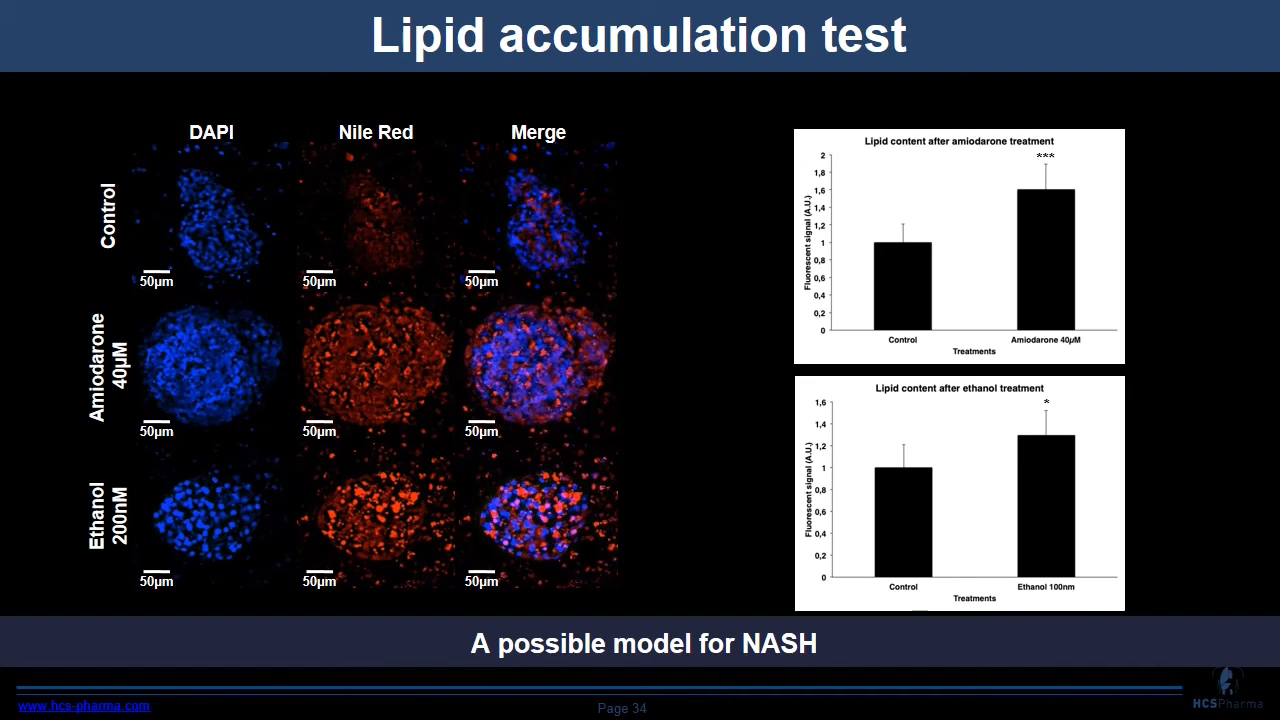 Lipid accumulation test
DAPI
Nile Red
Merge
Control
50µm
50µm
50µm
Amiodarone
40µM
50µm
50µm
50µm
Ethanol
200nM
50µm
50µm
50µm
Lipid content after amiodarone treatment
***
Fluorescent signal (A.U.)
2
1,8
1,6
1,4
1,2
1
0,8
0,6
0,4
0,2
0
Control
Amiodarone 40µM
Treatments
Lipid content after ethanol treatment
*
Fluorescent signal (A.U.)
1,6
1,4
1,2
1
0,8
0,6
0,4
0,2
0
Control
Ethanol 100nm
Treatments
A possible model for NASH
www.hcs-pharma.com
Page 34
HCSPharma